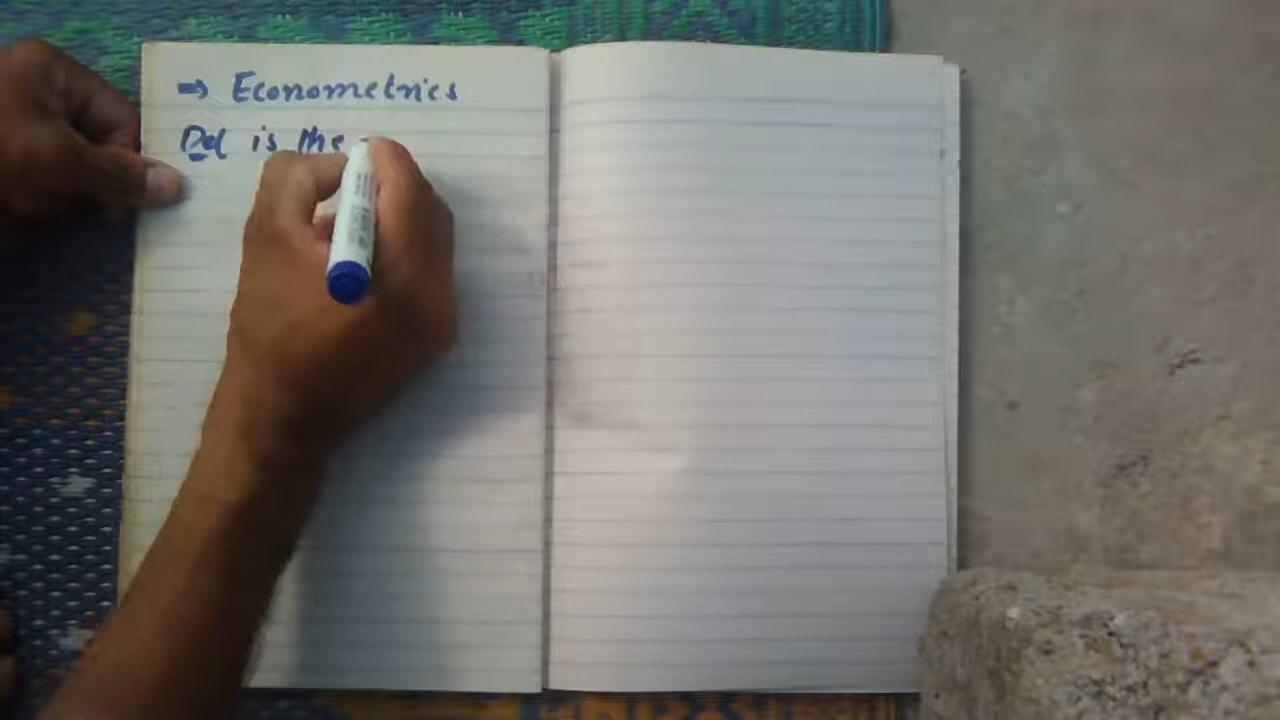 ⇒ Econometrics
Def is the